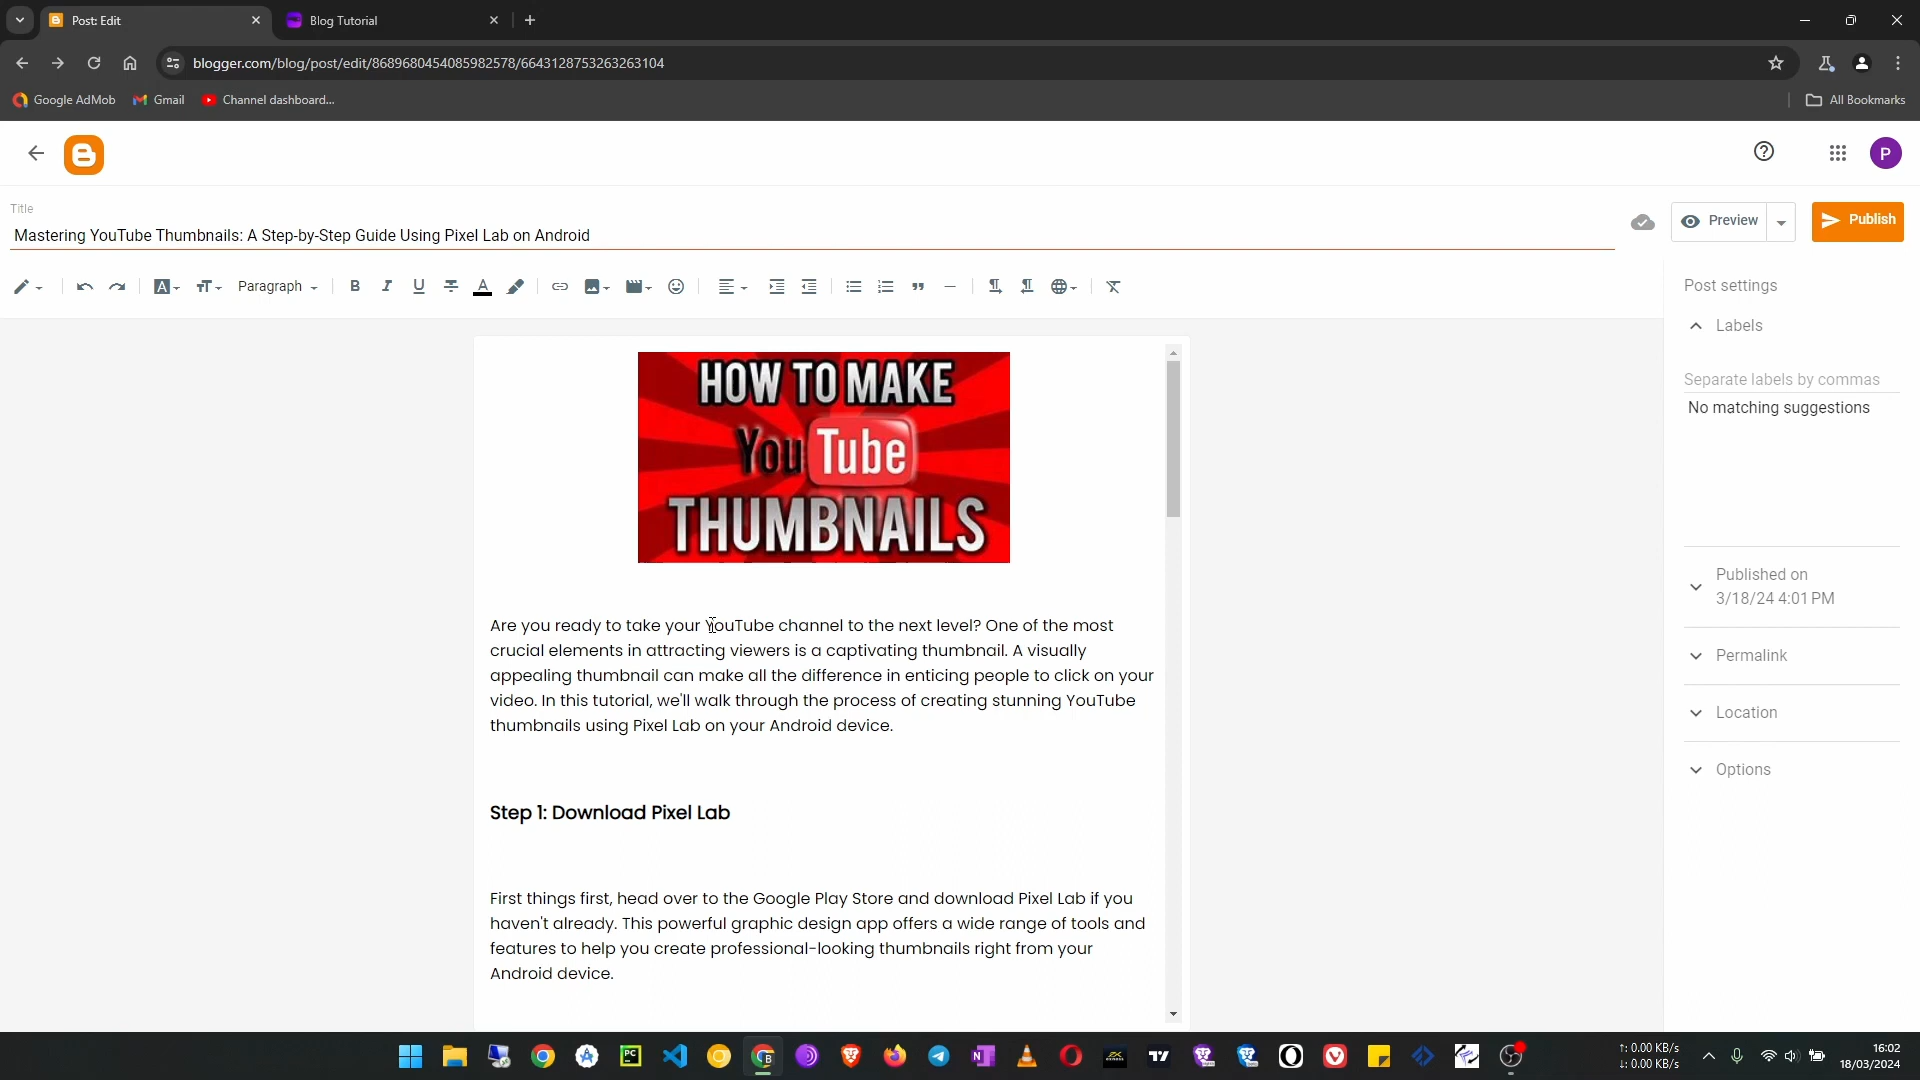 Post: Edit
Blog Tutorial
blogger.com/blog/post/edit/8689680454085982578/6643128753263263104
Google AdMob
Gmail
Channel dashboard...
All Bookmarks
P
Title
Mastering YouTube Thumbnails: A Step-by-Step Guide Using Pixel Lab on Android
Preview
Publish
Paragraph
Post settings
Labels
Separate labels by commas
No matching suggestions
Published on
3/18/24 4:01 PM
Permalink
Location
Options
HOW TO MAKE
YouTube
THUMBNAILS
Are you ready to take your YouTube channel to the next level? One of the most
crucial elements in attracting viewers is a captivating thumbnail. A visually
appealing thumbnail can make all the difference in enticing people to click on your
video. In this tutorial, we'll walk through the process of creating stunning YouTube
thumbnails using Pixel Lab on your Android device.
Step 1: Download Pixel Lab
First things first, head over to the Google Play Store and download Pixel Lab if you
haven't already. This powerful graphic design app offers a wide range of tools and
features to help you create professional-looking thumbnails right from your
Android device.
↑: 0.00 KB/s
↓: 0.00 KB/s
16:02
18/03/2024